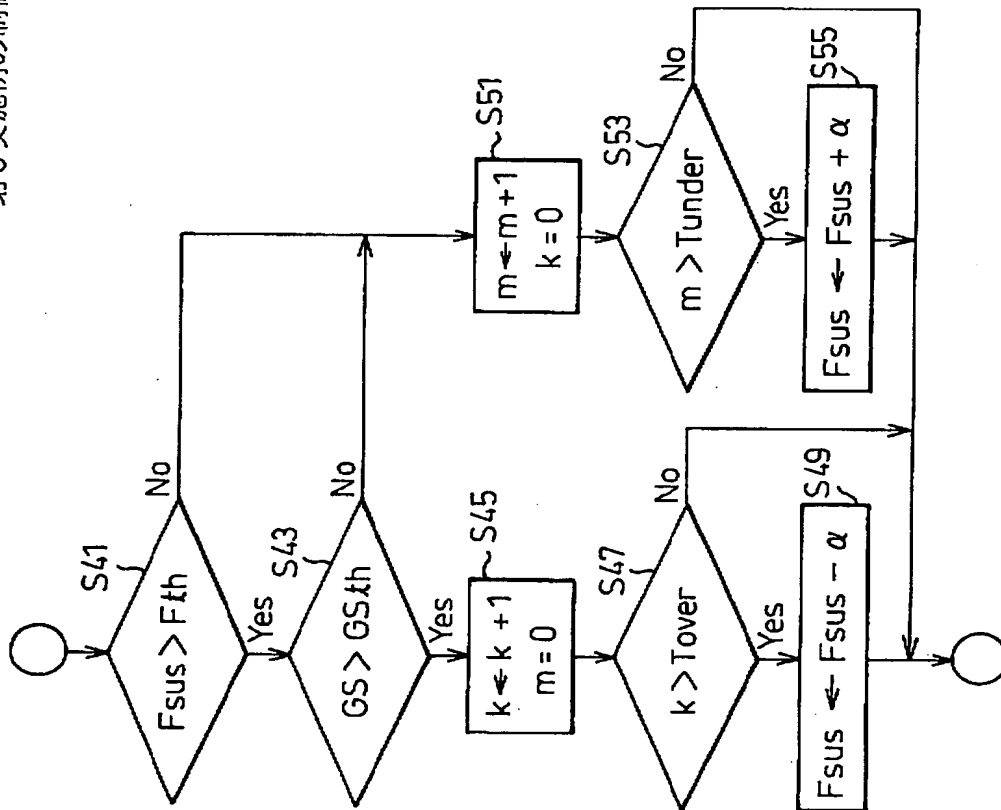 S41
Fsus > Fth
No
Yes
S43
GS > GSth
No
Yes
S45
k ← k + 1
m = 0
S47
k > Tover
No
Yes
S49
Fsus ← Fsus - α
S51
m ← m + 1
k = 0
S53
m > Tunder
No
Yes
S55
Fsus ← Fsus + α